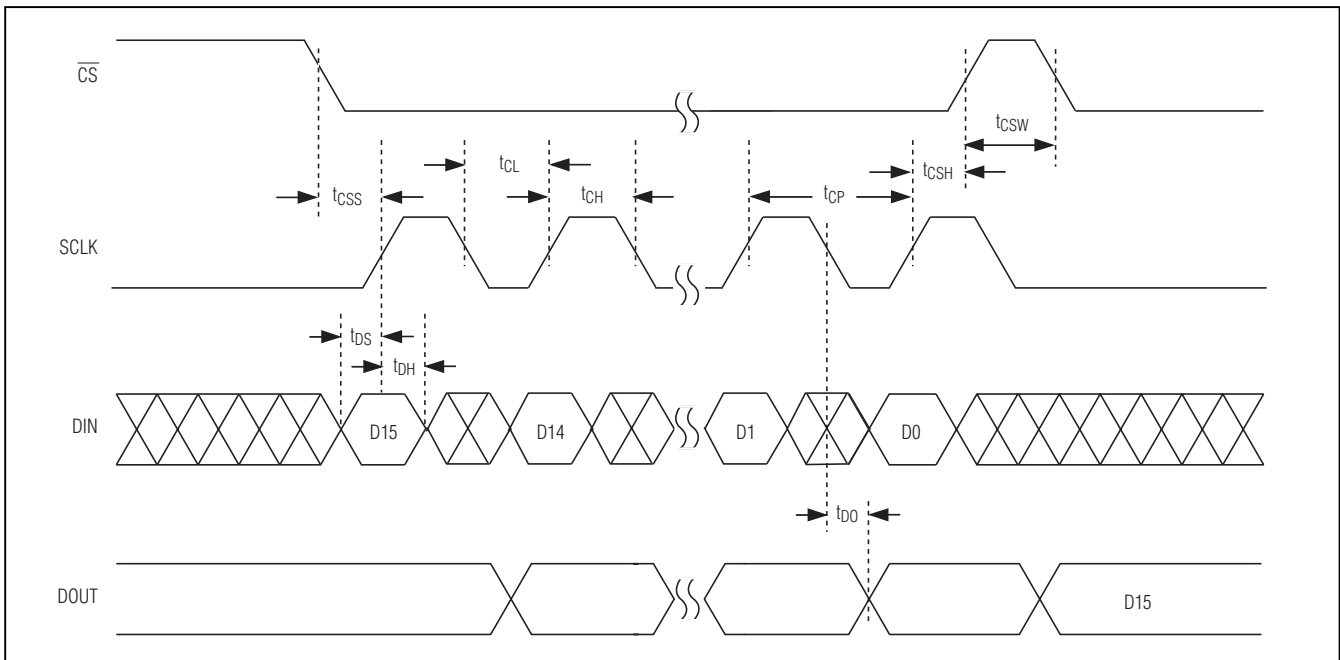 CS
tCSW
tCL
tCSH
tCSS
tCH
tCP
SCLK
tDS
tDH
DIN
D15
D14
D1
D0
tDO
DOUT
D15